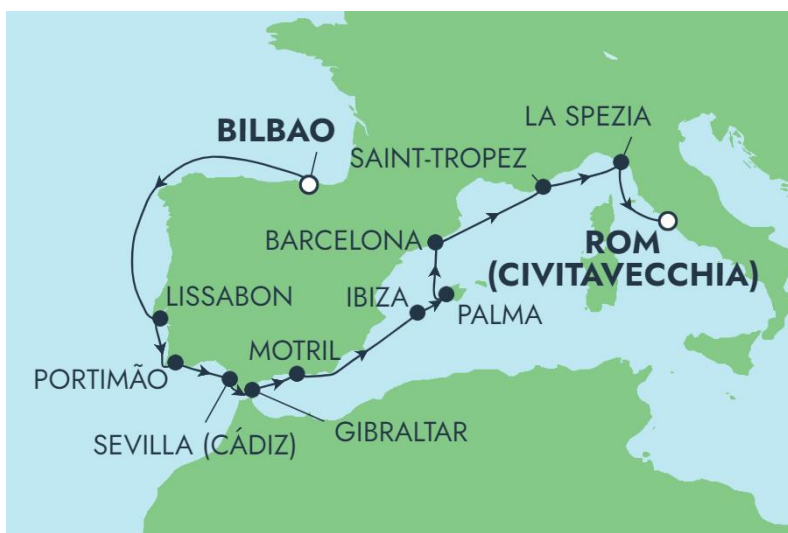 LA SPEZIA
BILBAO
SAINT-TROPEZ
BARCELONA
ROM
(CIVITAVECCHIA)
LISSABON
IBIZA
PALMA
MOTRIL
PORTIMÃO
GIBRALTAR
SEVILLA (CÁDIZ)